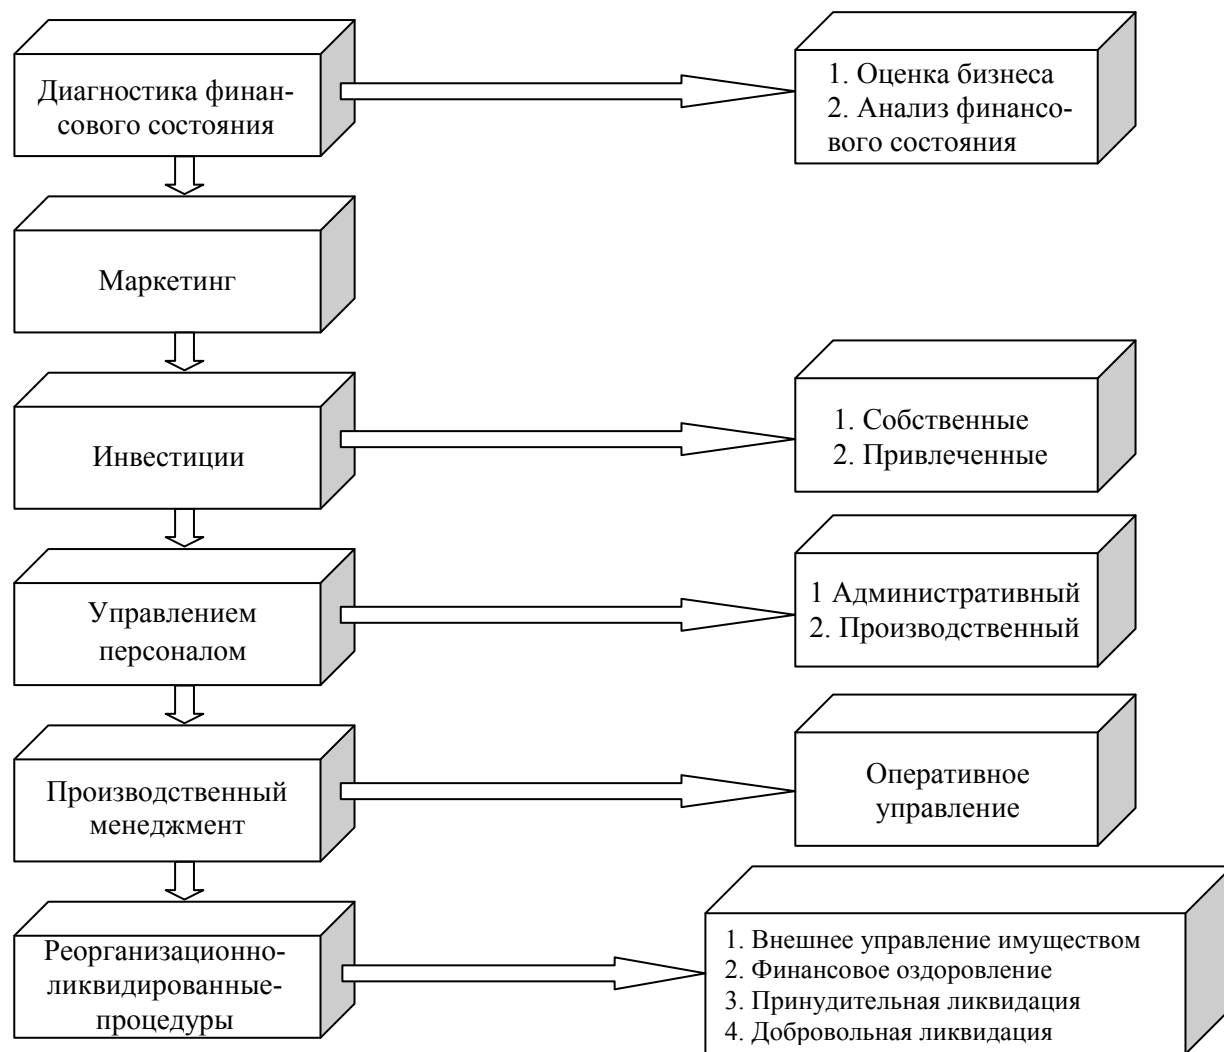 Диагностика финан-
сового состояния
1. Оценка бизнеса
2. Анализ финансо-
вого состояния
Маркетинг
Инвестиции
1. Собственные
2. Привлеченные
Управлением
персоналом
1 Административный
2. Производственный
Производственный
менеджмент
Оперативное
управление
Реорганизационно-
ликвидированные-
процедуры
1. Внешнее управление имуществом
2. Финансовое оздоровление
3. Принудительная ликвидация
4. Добровольная ликвидация